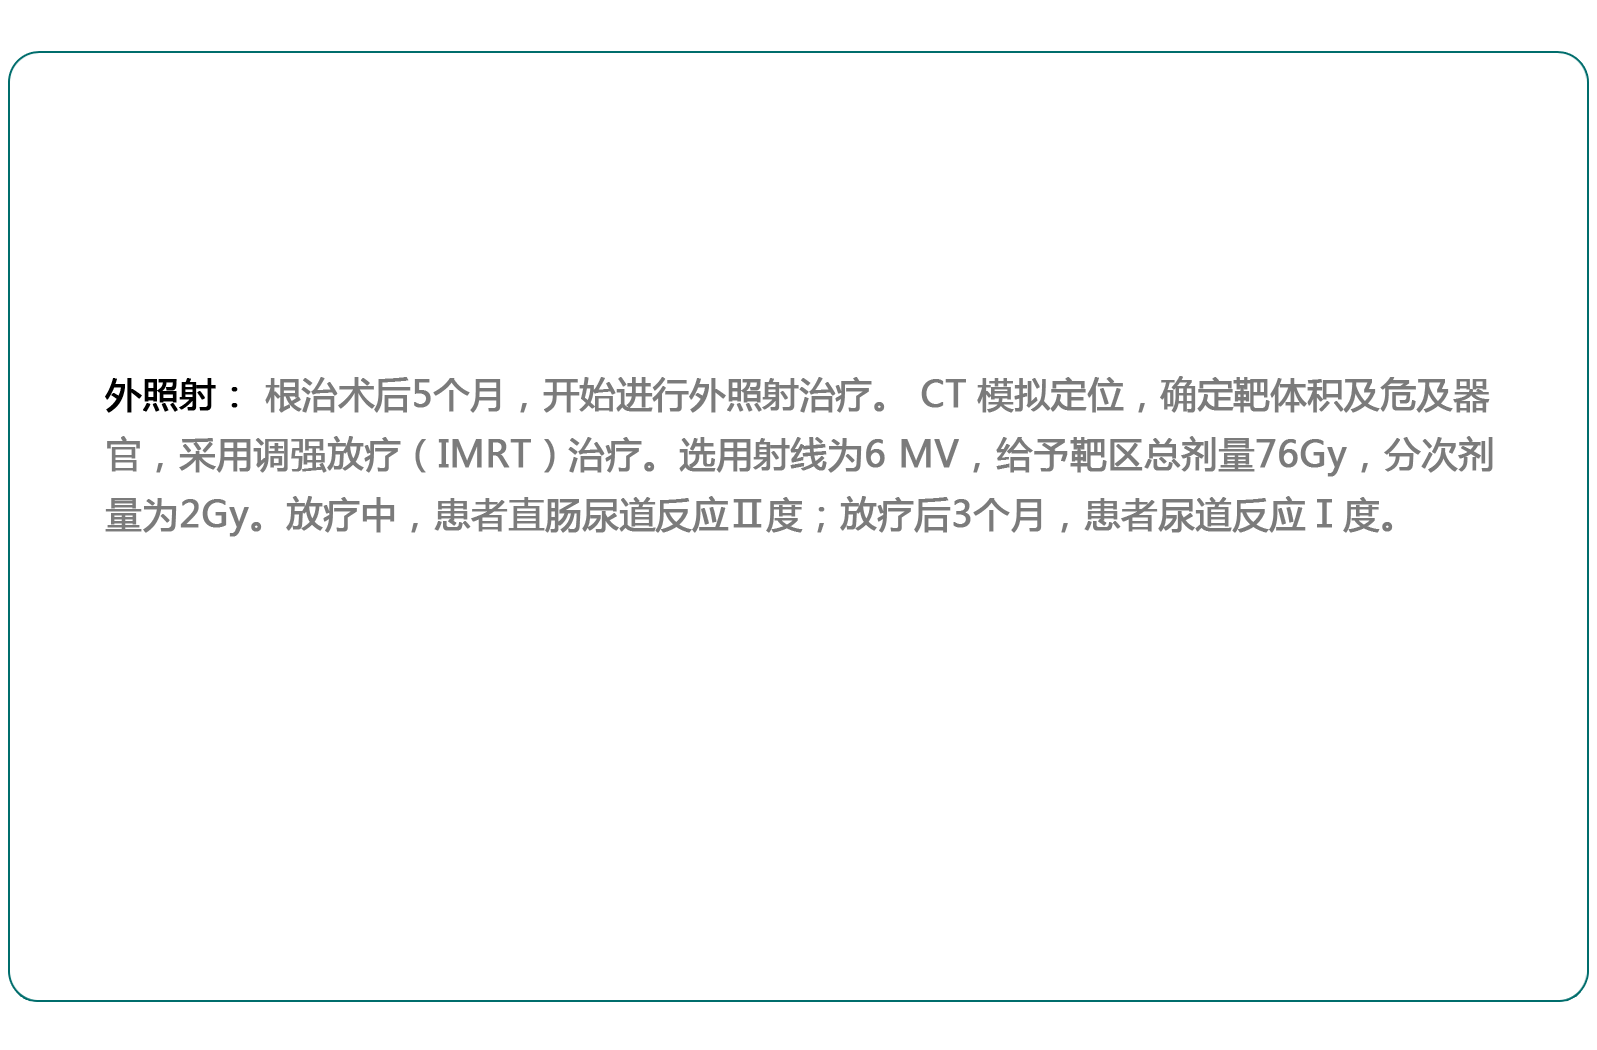 外照射： 根治术后5个月，开始进行外照射治疗。 CT 模拟定位，确定靶体积及危及器
官，采用调强放疗（IMRT）治疗。选用射线为6 MV，给予靶区总剂量76Gy，分次剂
量为2Gy。放疗中，患者直肠尿道反应Ⅱ度；放疗后3个月，患者尿道反应Ⅰ度。